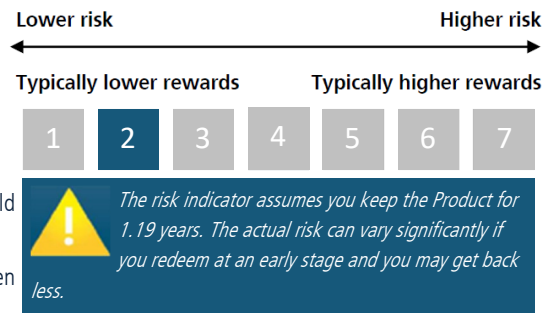 Lower risk Higher risk
Typically lower rewards Typically higher rewards
1 2 3 4 5 6 7
The risk indicator assumes you keep the Product for
1.19 years. The actual risk can vary significantly if
you redeem at an early stage and you may get back
less.